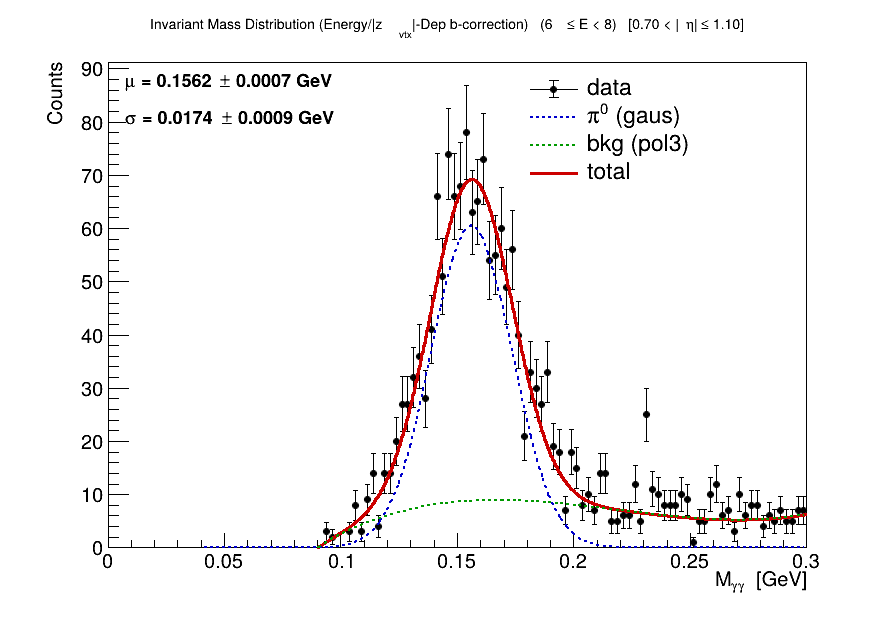 Invariant Mass Distribution (Energy/|z_vtx|-Dep b-correction) (6 ≤ E < 8) [0.70 < | η| ≤ 1.10]
Counts
μ = 0.1562 ± 0.0007 GeV
σ = 0.0174 ± 0.0009 GeV
data
π⁰ (gaus)
bkg (pol3)
total
90
80
70
60
50
40
30
20
10
0
0 0.05 0.1 0.15 0.2 0.25 0.3
M_γγ [GeV]